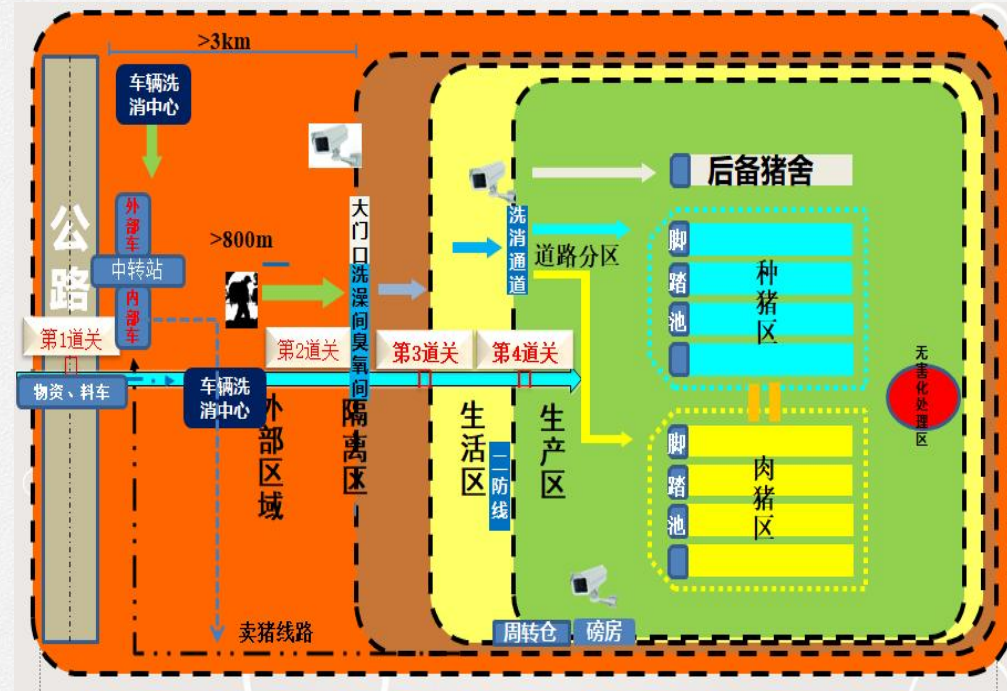 >3km
车辆洗
消中心
公路
外部车
中转站
内部车
>800m
大门口
洗澡间臭氧间
洗消通道
道路分区
后备猪舍
脚
踏
池
种猪区
第1道关
第2道关
第3道关
第4道关
物资、料车
车辆洗
消中心
外部区域
隔离区
生活区
二防线
生产区
脚
踏
池
肉猪区
无害化处理区
卖猪线路
周转仓
磅房